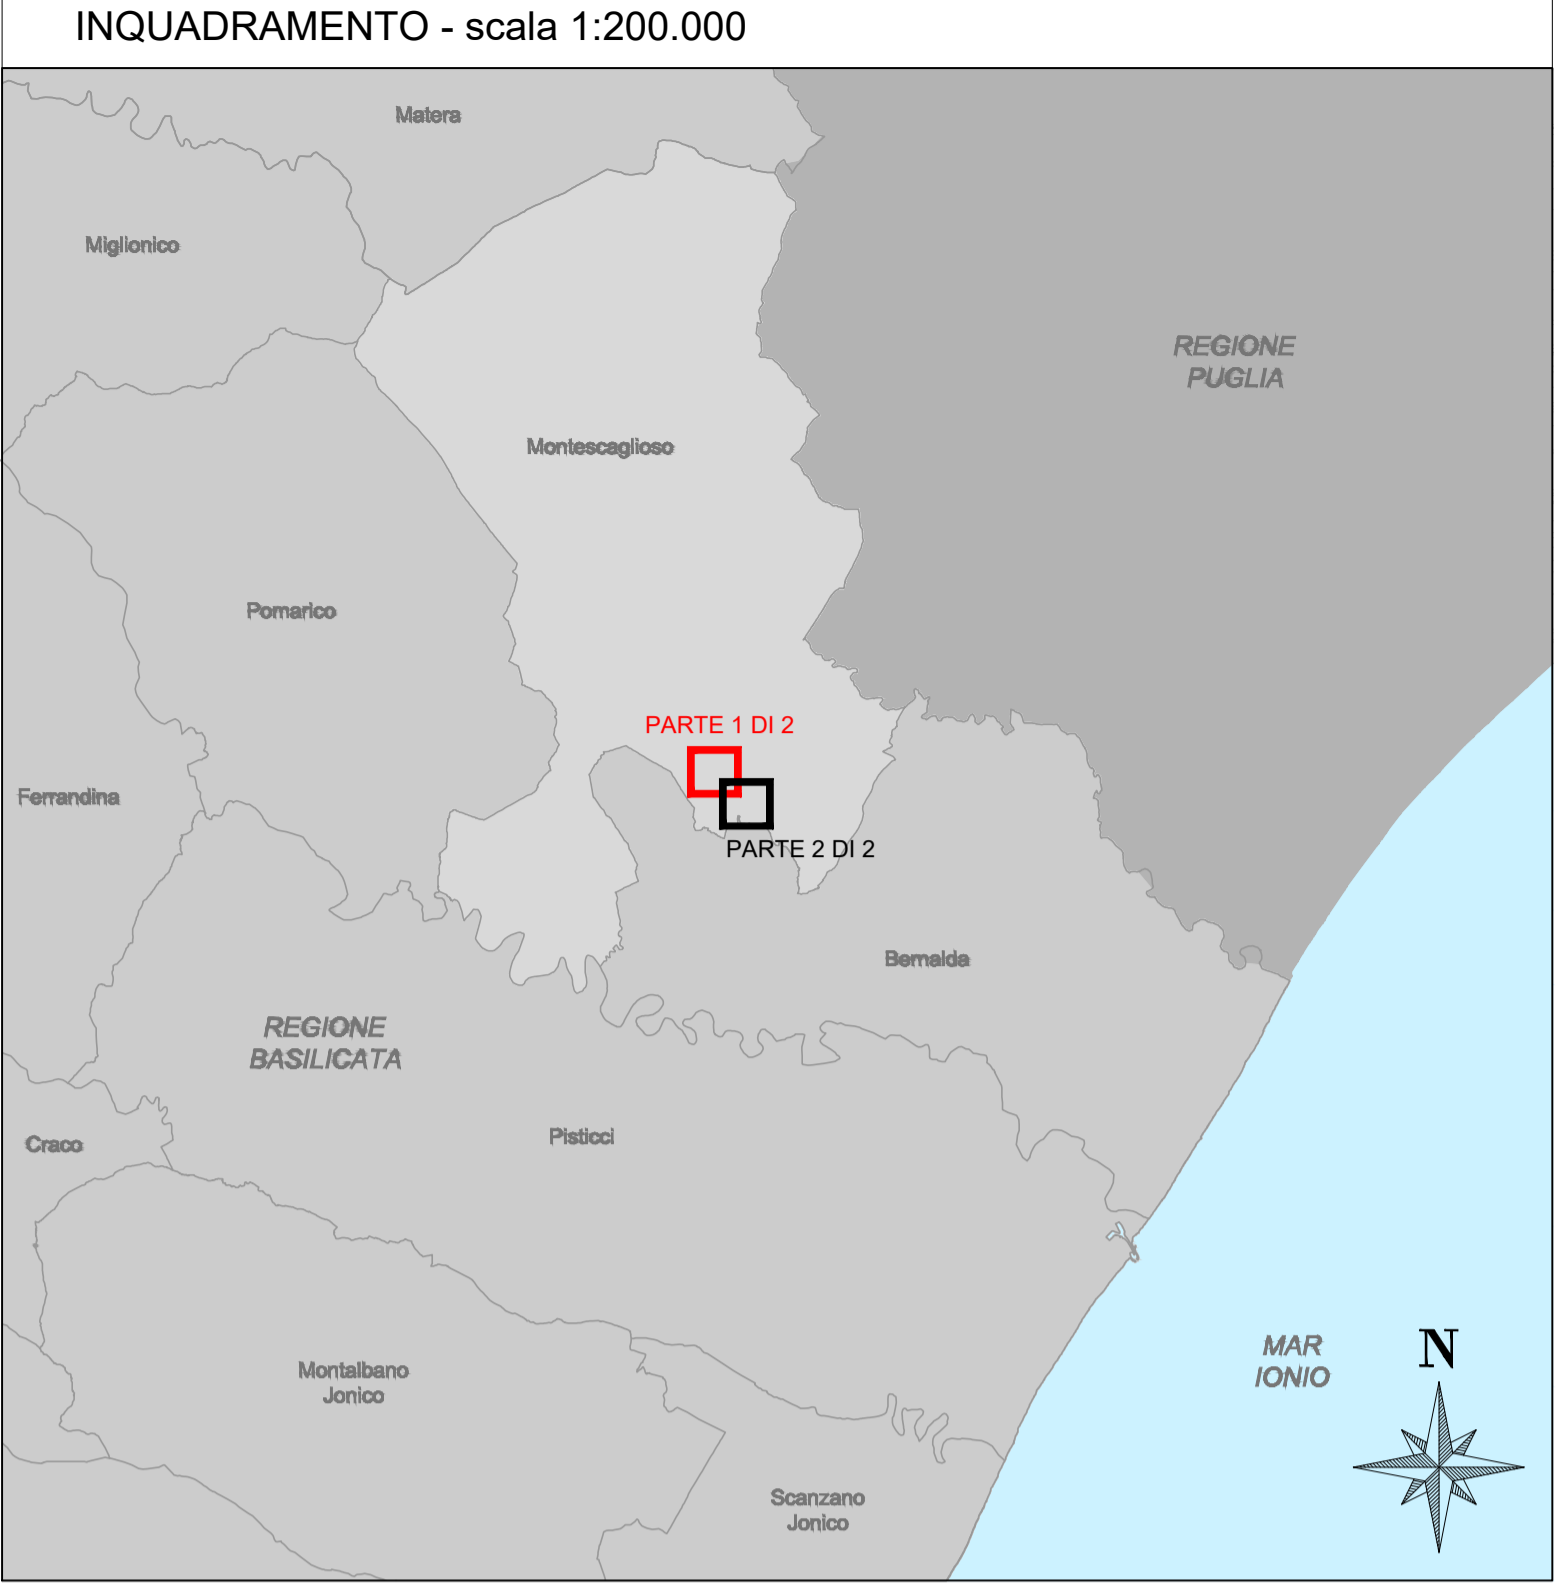 INQUADRAMENTO - scala 1:200.000
Matera
Miglionico
REGIONE
PUGLIA
Montescaglioso
Pomarico
PARTE 1 DI 2
Ferrandina
PARTE 2 DI 2
Bernalda
REGIONE
BASILICATA
Pisticci
Craco
MAR
IONIO
N
Montalbano
Jonico
Scanzano
Jonico